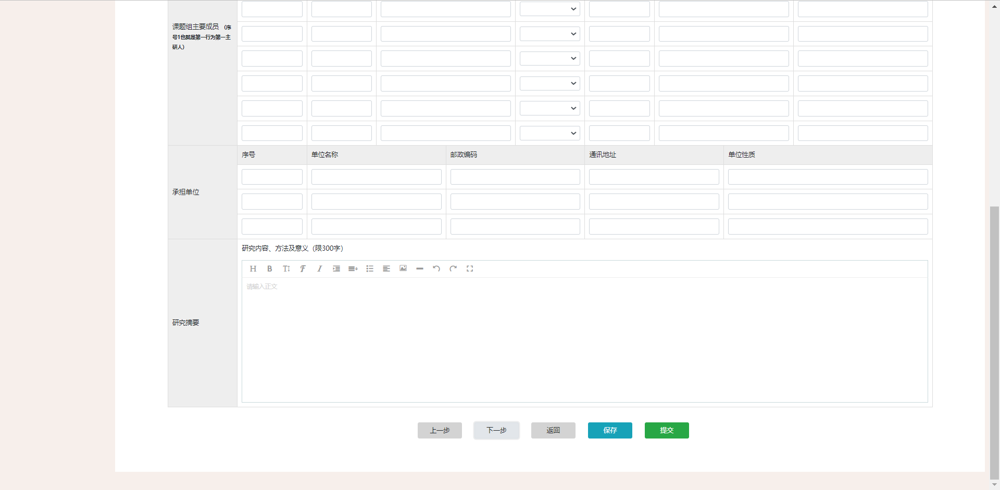 课题组主要成员 （序
号1也就是第一行为第一主
研人）
序号 单位名称 邮政编码 通讯地址 单位性质
承担单位
研究内容、方法及意义（限300字）
H B T F I
请输入正文
研究摘要
上一步 下一步 返回 保存 提交